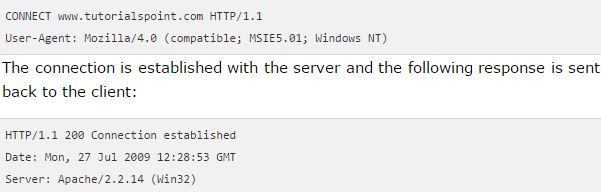 CONNECT www.tutorialspoint.com HTTP/1.1
User-Agent: Mozilla/4.0 (compatible; MSIE5.01; Windows NT)
The connection is established with the server and the following response is sent
back to the client:
HTTP/1.1 200 Connection established
Date: Mon, 27 Jul 2009 12:28:53 GMT
Server: Apache/2.2.14 (Win32)